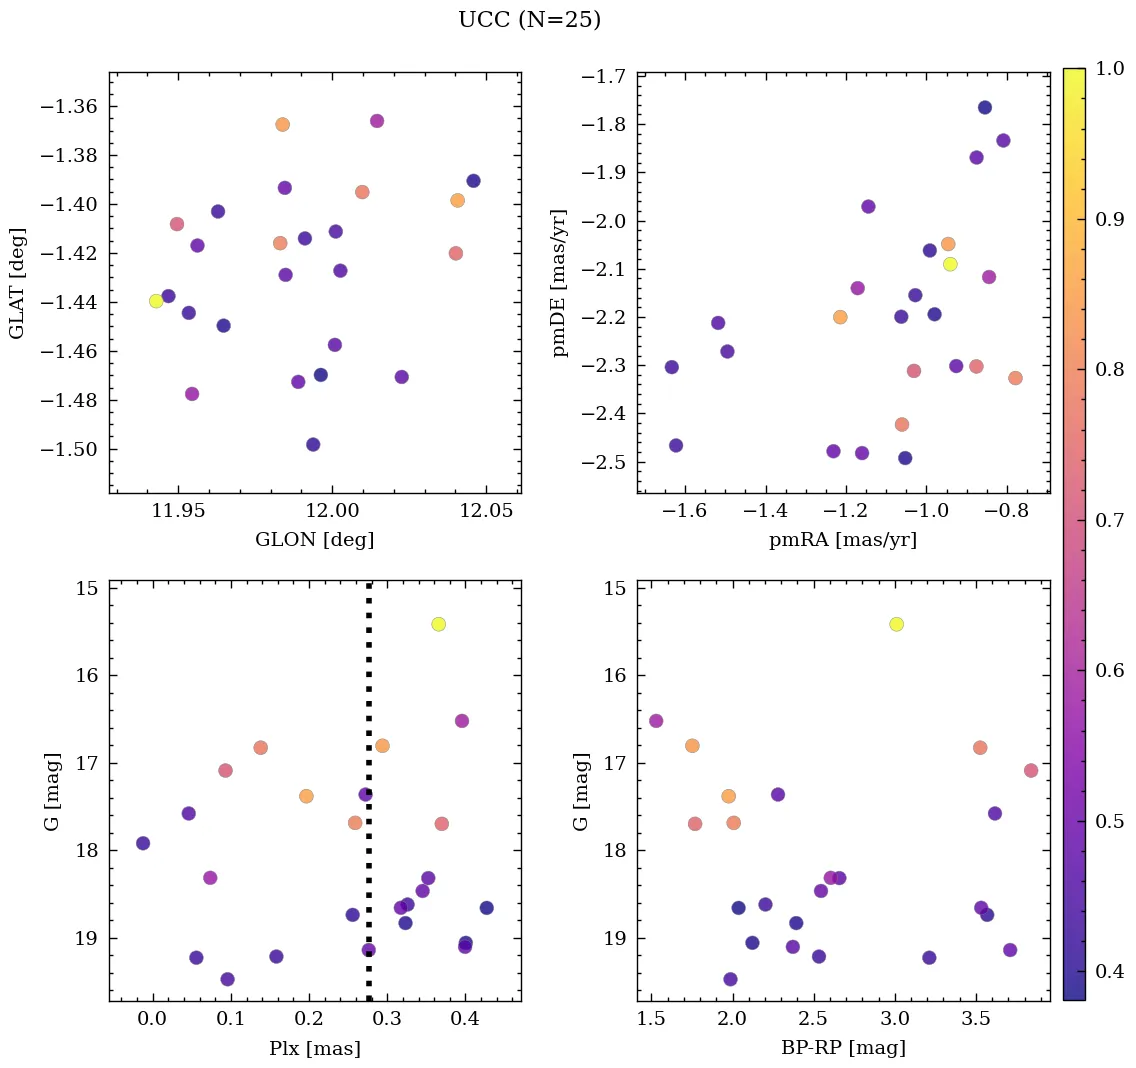 UCC (N=25)
−1.36
−1.38
−1.40
−1.42
−1.44
−1.46
−1.48
−1.50
GLAT [deg]
11.95 12.00 12.05
GLON [deg]
−1.7
−1.8
−1.9
−2.0
−2.1
−2.2
−2.3
−2.4
−2.5
pmDE [mas/yr]
−1.6 −1.4 −1.2 −1.0 −0.8
pmRA [mas/yr]
15
16
17
18
19
G [mag]
0.0 0.1 0.2 0.3 0.4
Plx [mas]
15
16
17
18
19
G [mag]
1.5 2.0 2.5 3.0 3.5
BP-RP [mag]
1.0
0.9
0.8
0.7
0.6
0.5
0.4